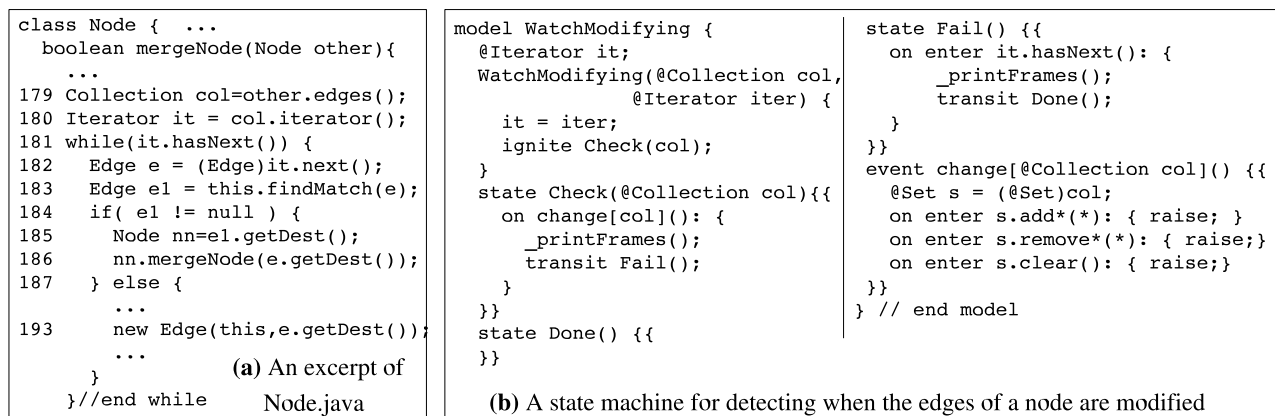 class Node {  ...
boolean mergeNode(Node other){
...
179 Collection col=other.edges();
180 Iterator it = col.iterator();
181 while(it.hasNext()) {
182   Edge e = (Edge)it.next();
183   Edge e1 = this.findMatch(e);
184   if( e1 != null ) {
185     Node nn=e1.getDest();
186     nn.mergeNode(e.getDest());
187   } else {
...
193     new Edge(this,e.getDest());
...
}
}//end while
(a) An excerpt of
Node.java
model WatchModifying {
@Iterator it;
WatchModifying(@Collection col,
@Iterator iter) {
it = iter;
ignite Check(col);
}
state Check(@Collection col){{
on change[col](): {
_printFrames();
transit Fail();
}
}}
state Done() {{
}}
state Fail() {{
on enter it.hasNext(): {
_printFrames();
transit Done();
}
}}
event change[@Collection col]() {{
@Set s = (@Set)col;
on enter s.add*(*): { raise; }
on enter s.remove*(*): { raise;}
on enter s.clear(): { raise;}
}}
} // end model
(b) A state machine for detecting when the edges of a node are modified